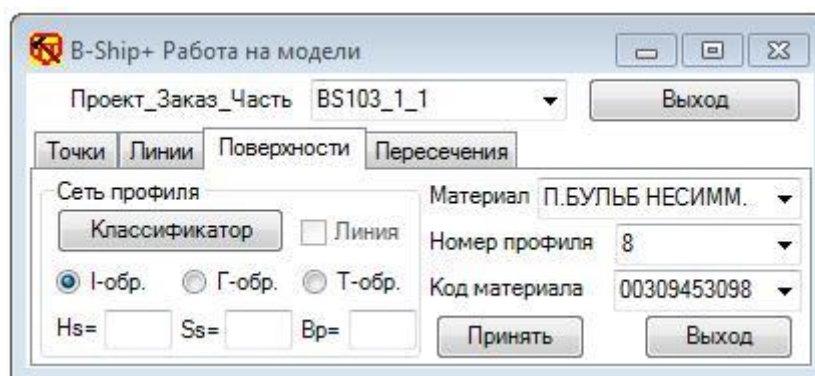 B-Ship+ Работа на модели
Проект_Заказ_Часть BS103_1_1 Выход
Точки Линии Поверхности Пересечения
Сеть профиля
Классификатор Линия
I-обр. Г-обр. Т-обр.
Hs= Ss= Bp=
Материал П.БУЛЬБ НЕСИММ.
Номер профиля 8
Код материала 00309453098
Принять Выход